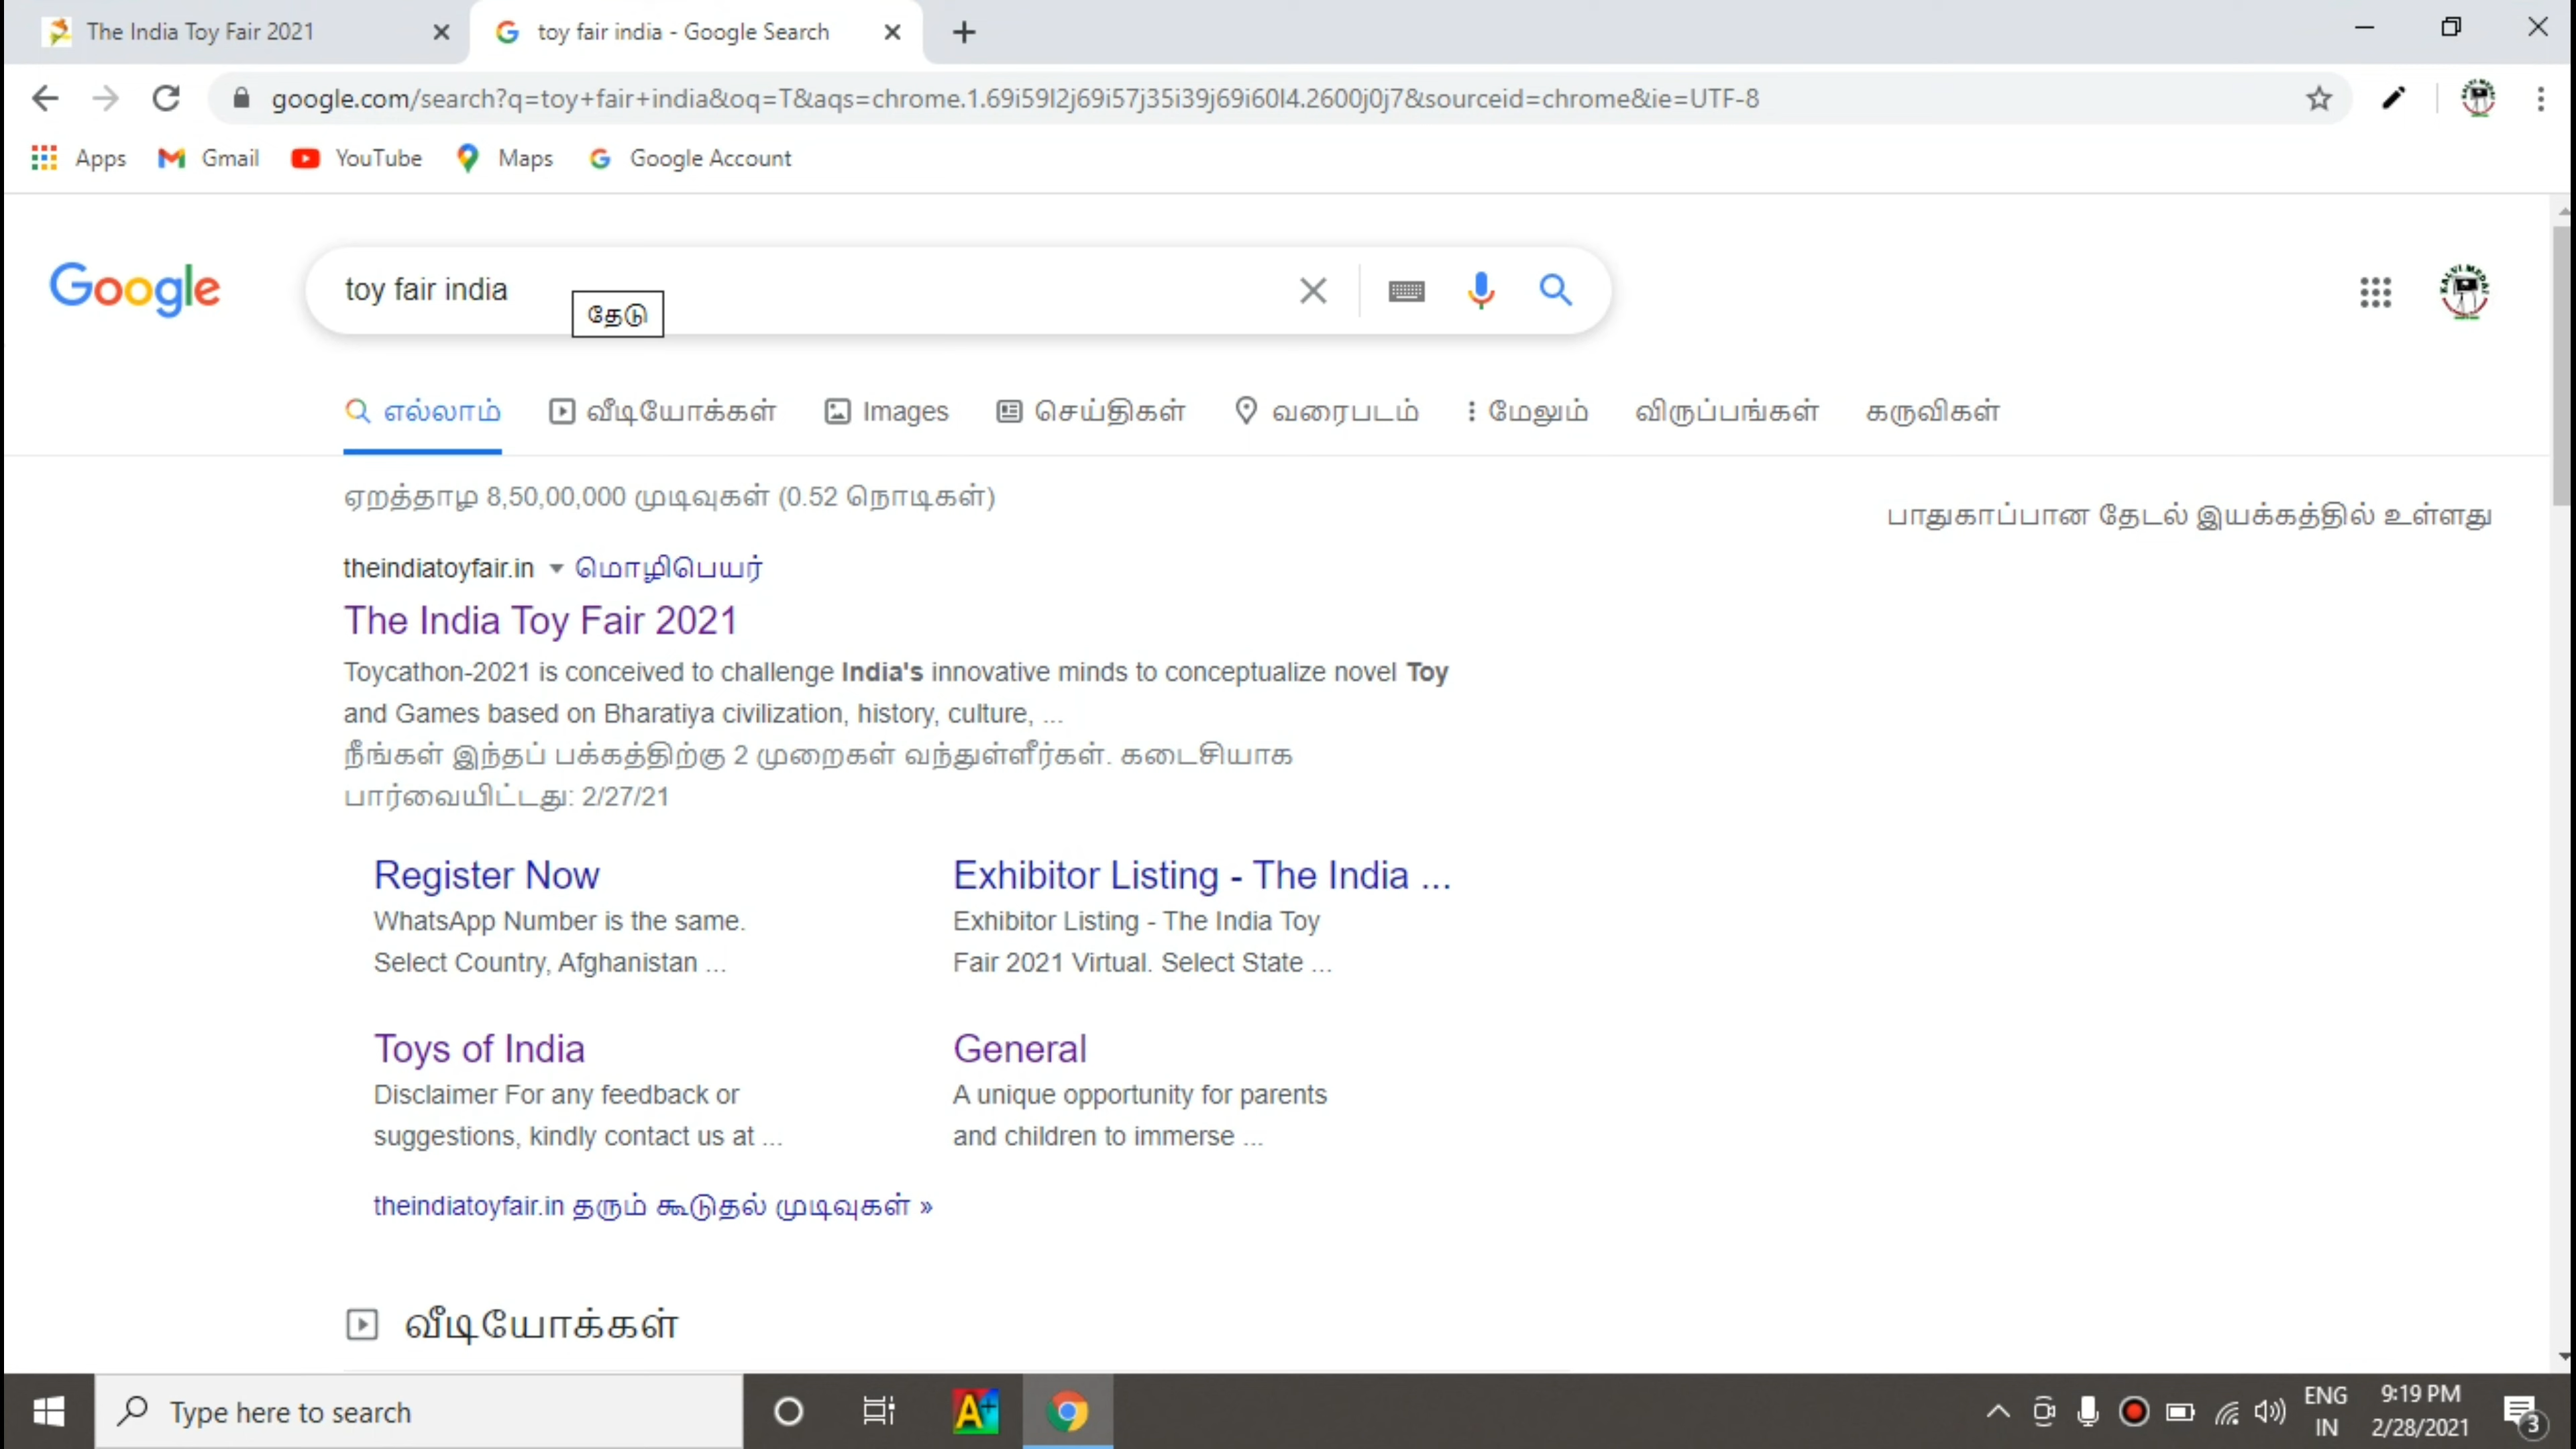 The India Toy Fair 2021
toy fair india - Google Search
google.com/search?q=toy+fair+india&oq=T&aqs=chrome.1.69i59l2j69i57j35i39j69i60l4.2600j0j7&sourceid=chrome&ie=UTF-8
Apps Gmail YouTube Maps Google Account
Google
toy fair india
தேடு
எல்லாம் வீடியோக்கள் Images செய்திகள் வரைபடம் மேலும் விருப்பங்கள் கருவிகள்
ஏறத்தாழ 8,50,00,000 முடிவுகள் (0.52 நொடிகள்)
பாதுகாப்பான தேடல் இயக்கத்தில் உள்ளது
theindiatoyfair.in மொழிபெயர்
The India Toy Fair 2021
Toycathon-2021 is conceived to challenge India's innovative minds to conceptualize novel Toy
and Games based on Bharatiya civilization, history, culture, ...
நீங்கள் இந்தப் பக்கத்திற்கு 2 முறைகள் வந்துள்ளீர்கள். கடைசியாக
பார்வையிட்டது: 2/27/21
Register Now
WhatsApp Number is the same.
Select Country, Afghanistan ...
Exhibitor Listing - The India ...
Exhibitor Listing - The India Toy
Fair 2021 Virtual. Select State ...
Toys of India
Disclaimer For any feedback or
suggestions, kindly contact us at ...
General
A unique opportunity for parents
and children to immerse ...
theindiatoyfair.in தரும் கூடுதல் முடிவுகள் »
வீடியோக்கள்
Type here to search
A+
ENG
IN
9:19 PM
2/28/2021
3